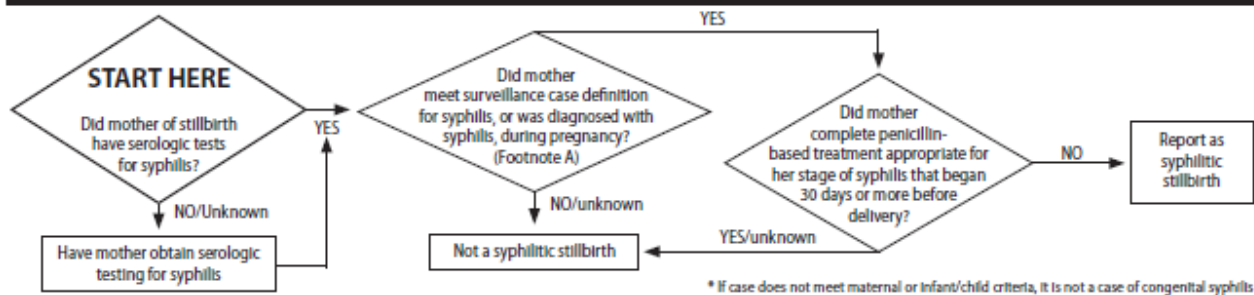 START HERE
Did mother of stillbirth
have serologic tests
for syphilis?
NO/Unknown
Have mother obtain serologic
testing for syphilis
YES
Did mother
meet surveillance case definition
for syphilis, or was diagnosed with
syphilis, during pregnancy?
(Footnote A)
NO/unknown
Not a syphilitic stillbirth
YES
Did mother
complete penicillin-
based treatment appropriate for
her stage of syphilis that began
30 days or more before
delivery?
YES/unknown
NO
Report as
syphilitic
stillbirth
* If case does not meet maternal or infant/child criteria, it is not a case of congenital syphilis